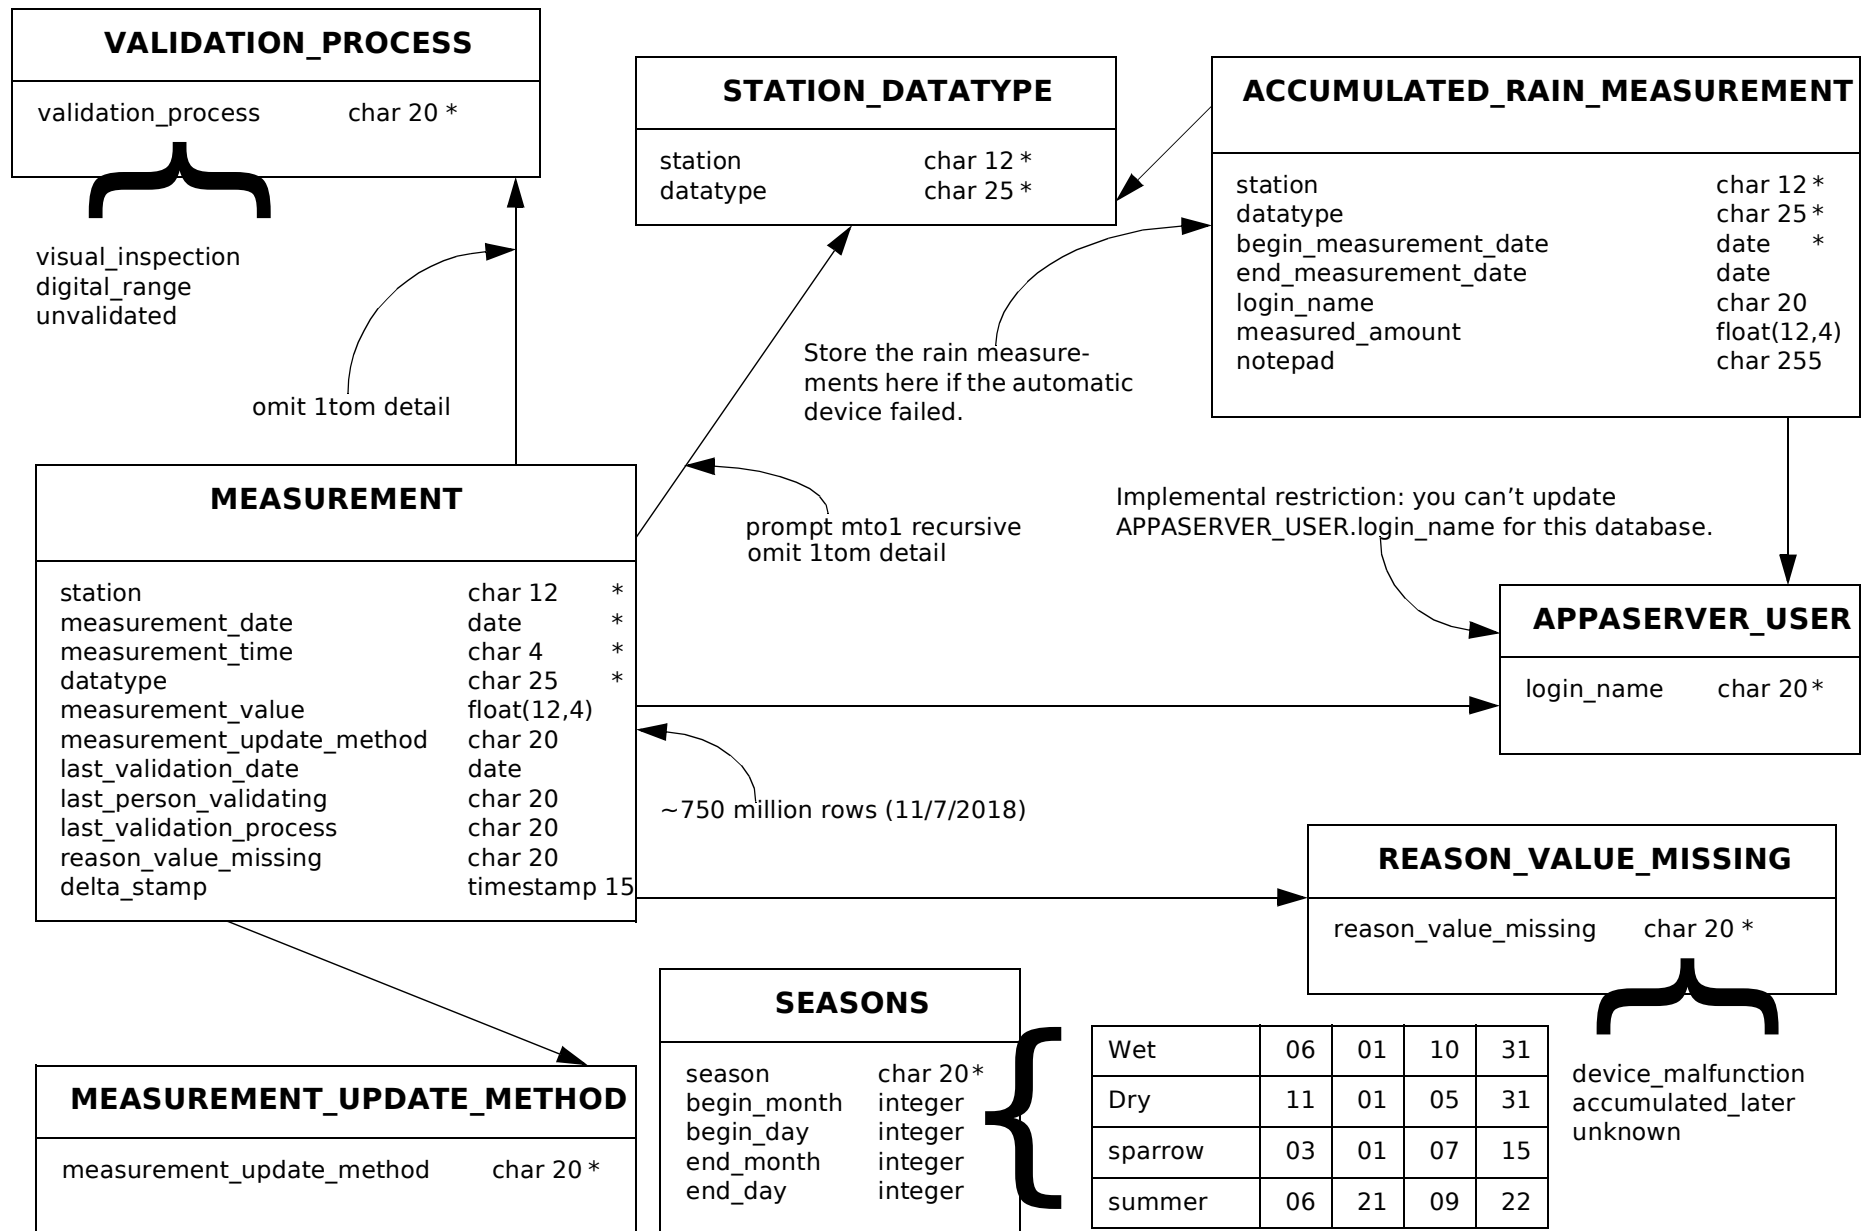 VALIDATION_PROCESS
validation_process char 20 *
visual_inspection
digital_range
unvalidated
omit 1tom detail
STATION_DATATYPE
station char 12 *
datatype char 25 *
ACCUMULATED_RAIN_MEASUREMENT
station char 12 *
datatype char 25 *
begin_measurement_date date *
end_measurement_date date
login_name char 20
measured_amount float(12,4)
notepad char 255
Store the rain measure-
ments here if the automatic
device failed.
MEASUREMENT
station char 12 *
measurement_date date *
measurement_time char 4 *
datatype char 25 *
measurement_value float(12,4)
measurement_update_method char 20
last_validation_date date
last_person_validating char 20
last_validation_process char 20
reason_value_missing char 20
delta_stamp timestamp 15
prompt mto1 recursive
omit 1tom detail
Implemental restriction: you can’t update
APPASERVER_USER.login_name for this database.
APPASERVER_USER
login_name char 20 *
~750 million rows (11/7/2018)
REASON_VALUE_MISSING
reason_value_missing char 20 *
device_malfunction
accumulated_later
unknown
MEASUREMENT_UPDATE_METHOD
measurement_update_method char 20 *
SEASONS
season char 20 *
begin_month integer
begin_day integer
end_month integer
end_day integer
Wet 06 01 10 31
Dry 11 01 05 31
sparrow 03 01 07 15
summer 06 21 09 22